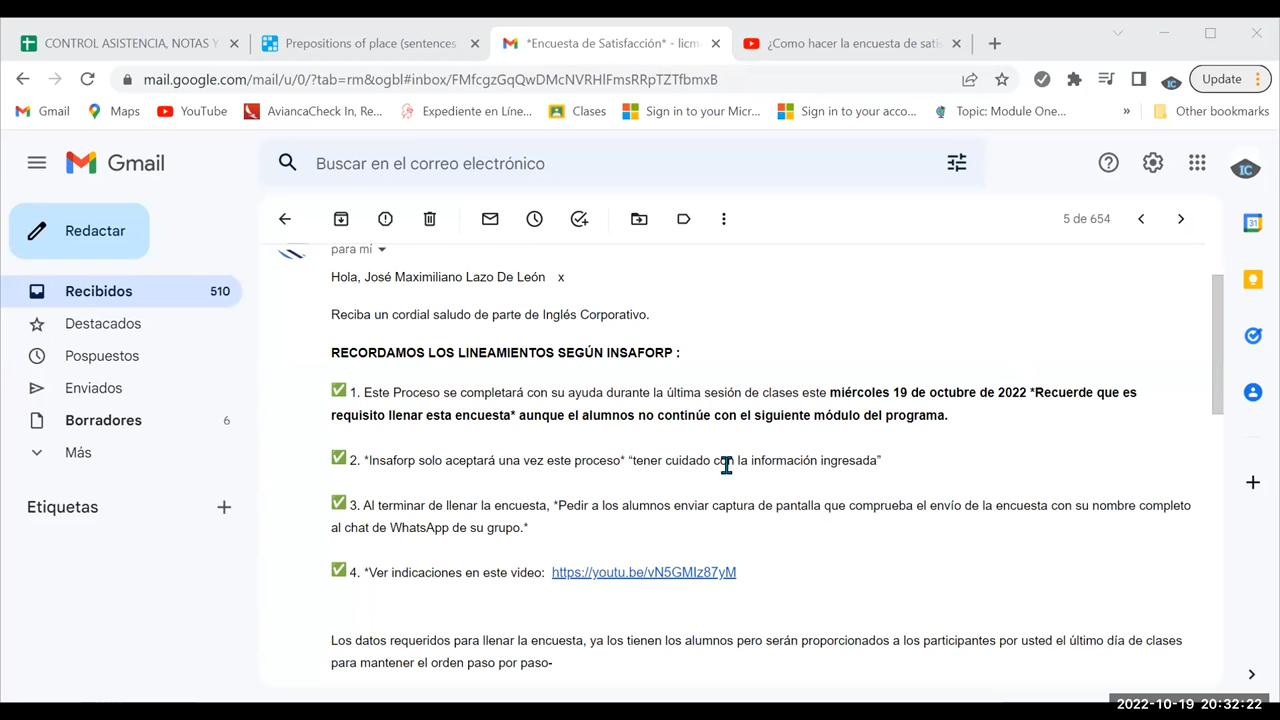 CONTROL ASISTENCIA, NOTAS Y
Prepositions of place (sentences
*Encuesta de Satisfacción* - licm
¿Como hacer la encuesta de sati
mail.google.com/mail/u/0/?tab=rm&ogbl#inbox/FMfcgzGqQwDMcNVRHlFmsRRpTZTfbmxB
Update
Gmail
Maps
YouTube
AviancaCheck In, Re...
Expediente en Líne...
Clases
Sign in to your Micr...
Sign in to your acco...
Topic: Module One...
»
Other bookmarks
Gmail
Buscar en el correo electrónico
IC
Redactar
5 de 654
Recibidos 510
Destacados
Pospuestos
Enviados
Borradores 6
Más
Etiquetas
para mí
Hola, José Maximiliano Lazo De León x
Reciba un cordial saludo de parte de Inglés Corporativo.
RECORDAMOS LOS LINEAMIENTOS SEGÚN INSAFORP :
✅ 1. Este Proceso se completará con su ayuda durante la última sesión de clases este miércoles 19 de octubre de 2022 *Recuerde que es
requisito llenar esta encuesta* aunque el alumnos no continúe con el siguiente módulo del programa.
✅ 2. *Insaforp solo aceptará una vez este proceso* “tener cuidado con la información ingresada”
✅ 3. Al terminar de llenar la encuesta, *Pedir a los alumnos enviar captura de pantalla que comprueba el envío de la encuesta con su nombre completo
al chat de WhatsApp de su grupo.*
✅ 4. *Ver indicaciones en este video: https://youtu.be/vN5GMIz87yM
Los datos requeridos para llenar la encuesta, ya los tienen los alumnos pero serán proporcionados a los participantes por usted el último día de clases
para mantener el orden paso por paso-
2022-10-19 20:32:22